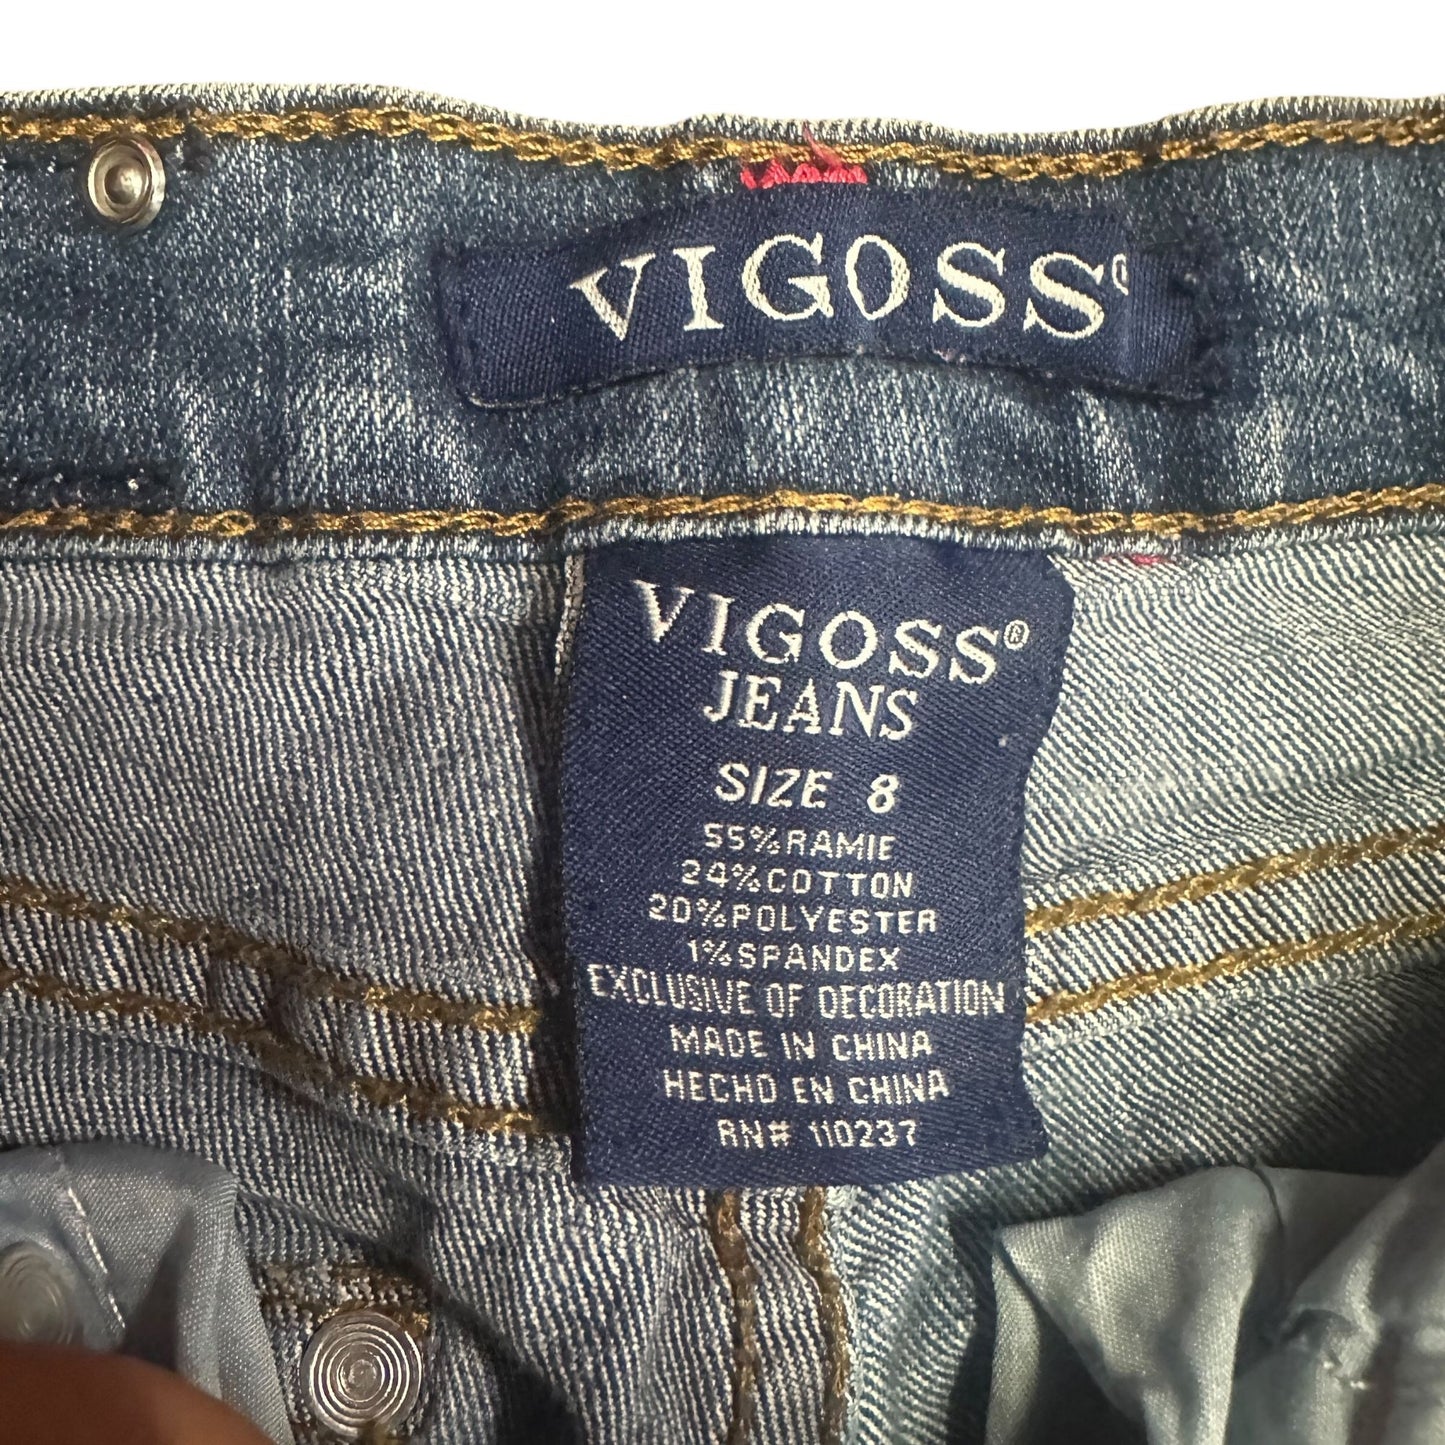 VIGOSS
VIGOSS®
JEANS
SIZE 8
55%RAMIE
24%COTTON
20%POLYESTER
1%SPANDEX
EXCLUSIVE OF DECORATION
MADE IN CHINA
HECHO EN CHINA
RN# 110237